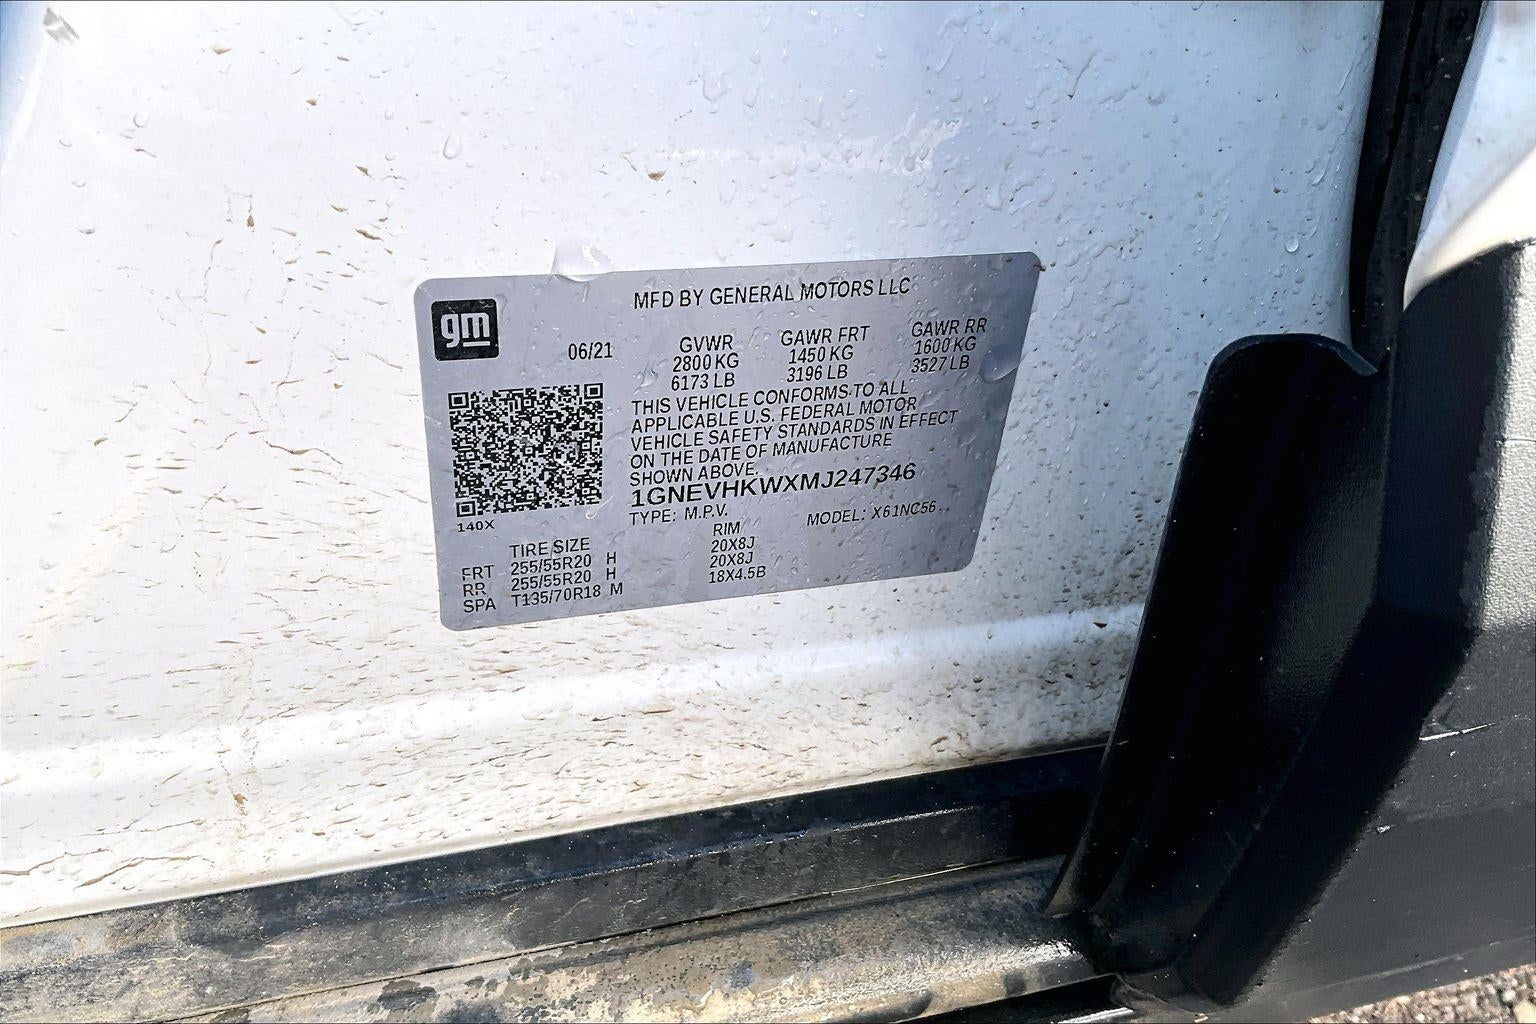 MFD BY GENERAL MOTORS LLC
gm
06/21
GVWR GAWR FRT GAWR RR
2800 KG 1450 KG 1600 KG
6173 LB 3196 LB 3527 LB
THIS VEHICLE CONFORMS TO ALL
APPLICABLE U.S. FEDERAL MOTOR
VEHICLE SAFETY STANDARDS IN EFFECT
ON THE DATE OF MANUFACTURE
SHOWN ABOVE.
1GNEVHKWXMJ247346
TYPE: M.P.V. MODEL: X61NC56
140X
TIRE SIZE RIM
FRT 255/55R20 H 20X8J
RR 255/55R20 H 20X8J
SPA T135/70R18 M 18X4.5B